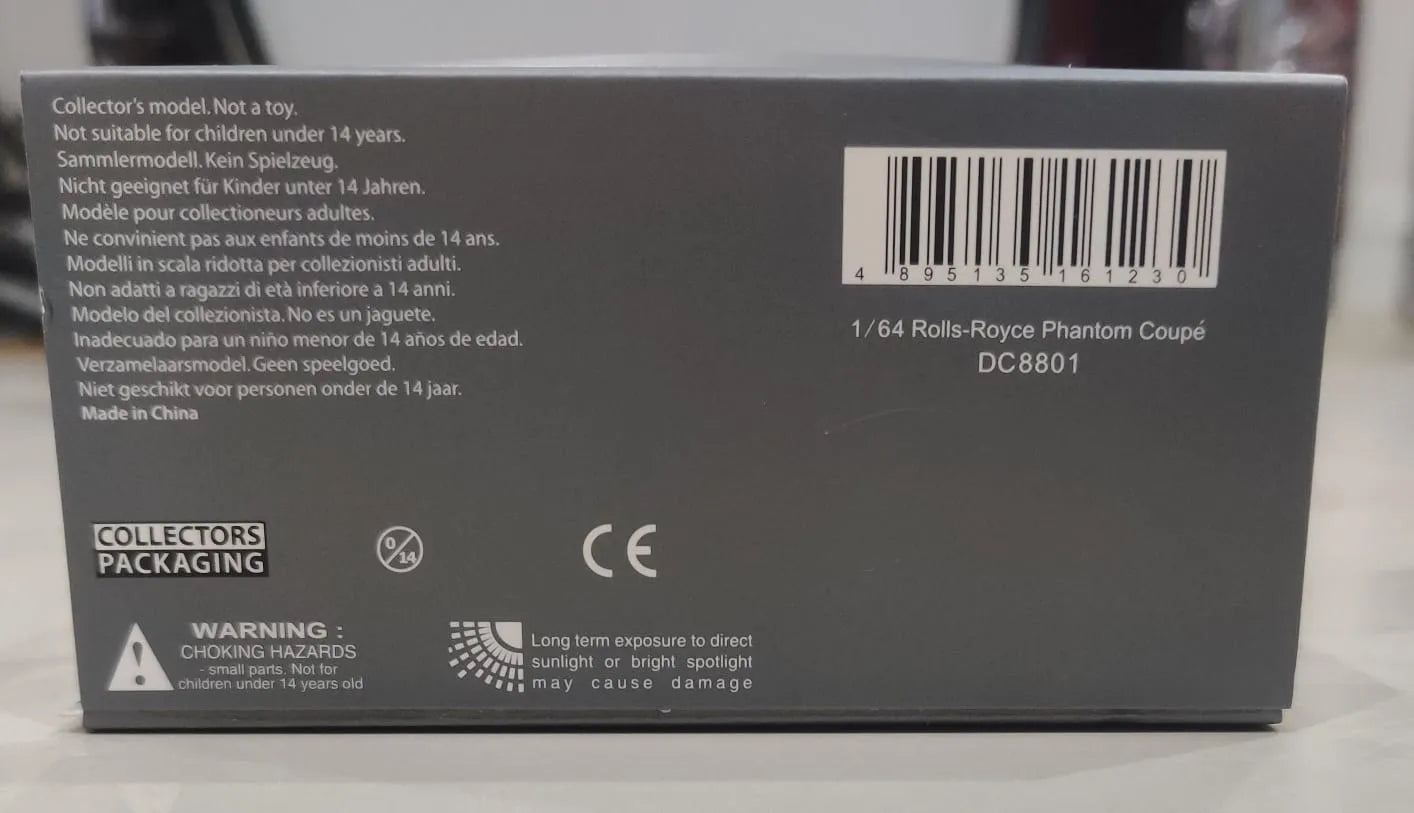 Collector's model. Not a toy.
Not suitable for children under 14 years.
Sammlermodell. Kein Spielzeug.
Nicht geeignet für Kinder unter 14 Jahren.
Modèle pour collectioneurs adultes.
Ne convinient pas aux enfants de moins de 14 ans.
Modelli in scala ridotta per collezionisti adulti.
Non adatti a ragazzi di età inferiore a 14 anni.
Modelo del collezionista. No es un jaguete.
Inadecuado para un niño menor de 14 años de edad.
Verzamelaarsmodel. Geen speelgoed.
Niet geschikt voor personen onder de 14 jaar.
Made in China
4 895135 161230
1/64 Rolls-Royce Phantom Coupé
DC8801
COLLECTORS
PACKAGING
0/14
CE
WARNING :
CHOKING HAZARDS
- small parts. Not for
children under 14 years old
Long term exposure to direct
sunlight or bright spotlight
may cause damage